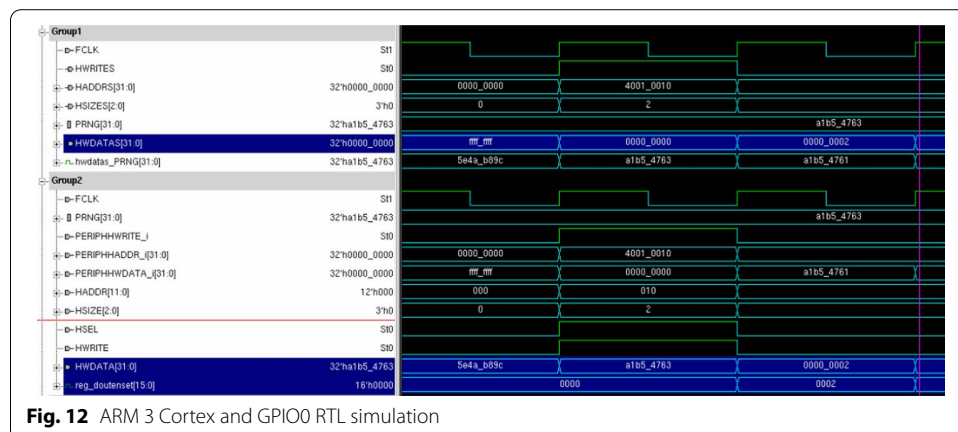 Group1
FCLK St1
HWRITES St0
HADDRS[31:0] 32'h0000_0000 0000_0000 4001_0010
HSIZES[2:0] 3'h0 0 2
PRNG[31:0] 32'ha1b5_4763 a1b5_4763
HWDATAS[31:0] 32'h0000_0000 ffff_ffff 0000_0000 0000_0002
hwdatas_PRNG[31:0] 32'ha1b5_4763 5e4a_b89c a1b5_4763 a1b5_4761
Group2
FCLK St1
PRNG[31:0] 32'ha1b5_4763 a1b5_4763
PERIPHHWRITE_i St0
PERIPHHADDR_i[31:0] 32'h0000_0000 0000_0000 4001_0010
PERIPHHWDATA_i[31:0] 32'h0000_0000 ffff_ffff 0000_0000 a1b5_4761
HADDR[11:0] 12'h000 000 010
HSIZE[2:0] 3'h0 0 2
HSEL St0
HWRITE St0
HWDATA[31:0] 32'ha1b5_4763 5e4a_b89c a1b5_4763 0000_0002
reg_doutenset[15:0] 16'h0000 0000 0002
Fig. 12 ARM 3 Cortex and GPIO0 RTL simulation